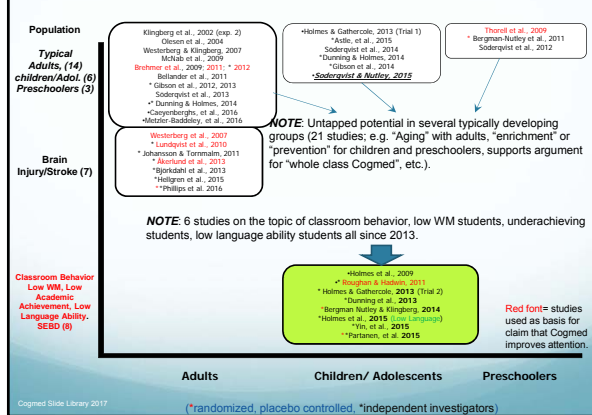 Population
Typical
Adults, (14)
children/Adol. (6)
Preschoolers (3)
Klingberg et al., 2002 (exp. 2)
Olesen et al., 2004
Westerberg & Klingberg, 2007
McNab et al., 2009
Brehmer et al., 2009; 2011; * 2012
Bellander et al., 2011
* Gibson et al., 2012, 2013
Söderqvist et al., 2013
•* Dunning & Holmes, 2014
•Caeyenberghs, et al., 2016
•Metzler-Baddeley, et al., 2016
•Holmes & Gathercole, 2013 (Trial 1)
*Astle, et al., 2015
Söderqvist et al., 2014
*Dunning & Holmes, 2014
*Gibson et al., 2014
•Soderqvist & Nutley, 2015
Thorell et al., 2009
* Bergman-Nutley et al., 2011
Söderqvist et al., 2012
NOTE: Untapped potential in several typically developing
groups (21 studies; e.g. “Aging” with adults, “enrichment” or
“prevention” for children and preschoolers, supports argument
for “whole class Cogmed”, etc.).
Brain
Injury/Stroke (7)
Westerberg et al., 2007
* Lundqvist et al., 2010
* Johansson & Tornmalm, 2011
* Åkerlund et al., 2013
*Björkdahl et al., 2013
*Hellgren et al., 2015
**Phillips et al. 2016
NOTE: 6 studies on the topic of classroom behavior, low WM students, underachieving
students, low language ability students all since 2013.
Classroom Behavior
Low WM, Low
Academic
Achievement, Low
Language Ability.
SEBD (8)
•Holmes et al., 2009
•* Roughan & Hadwin, 2011
* Holmes & Gathercole, 2013 (Trial 2)
*Dunning et al., 2013
*Bergman Nutley & Klingberg, 2014
*Holmes et al., 2015 (Low Language)
*Yin, et al., 2015
**Partanen, et al. 2015
Red font= studies
used as basis for
claim that Cogmed
improves attention.
Adults
Children/ Adolescents
Preschoolers
Cogmed Slide Library 2017
(*randomized, placebo controlled, *independent investigators)